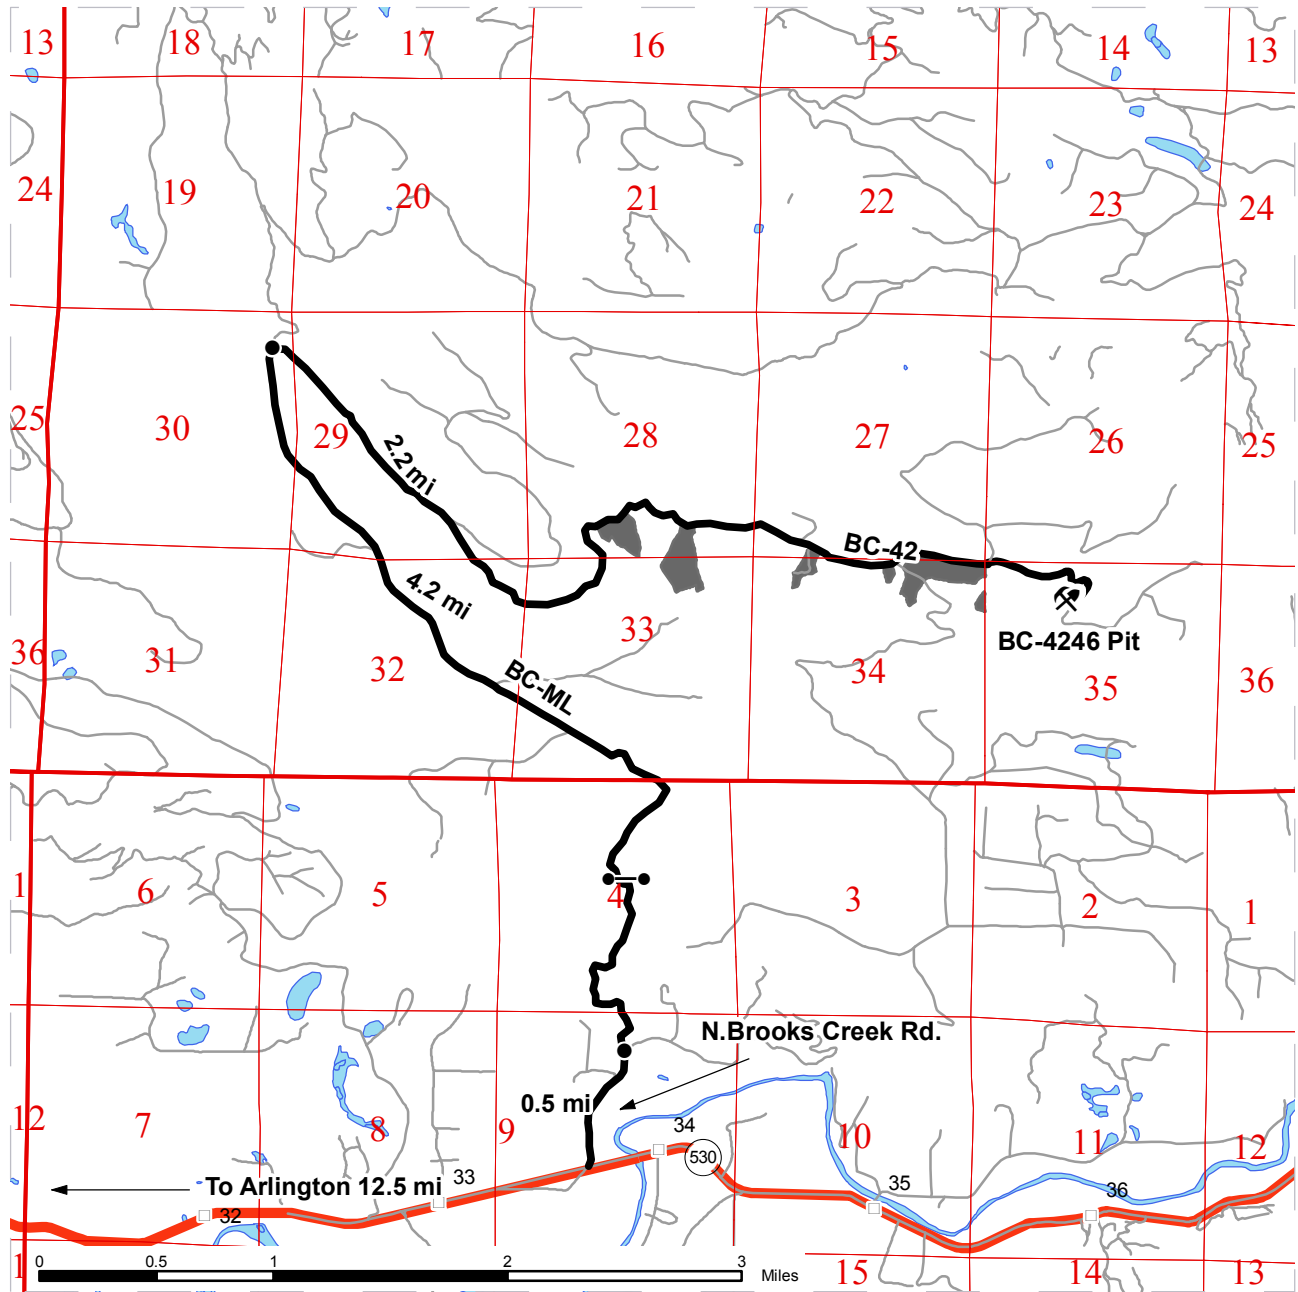 13 18 17 16 15 14 13
24 19 20 21 22 23 24
25 30 29 28 27 26 25
2.2 mi
BC-42
4.2 mi
36 31 32 33 34 35 36
BC-4246 Pit
BC-ML
1 6 5 4 3 2 1
N.Brooks Creek Rd.
0.5 mi
12 7 8 9 10 11 12
34
530
33
35
36
To Arlington 12.5 mi
32
15 14 13
0 0.5 1 2 3 Miles